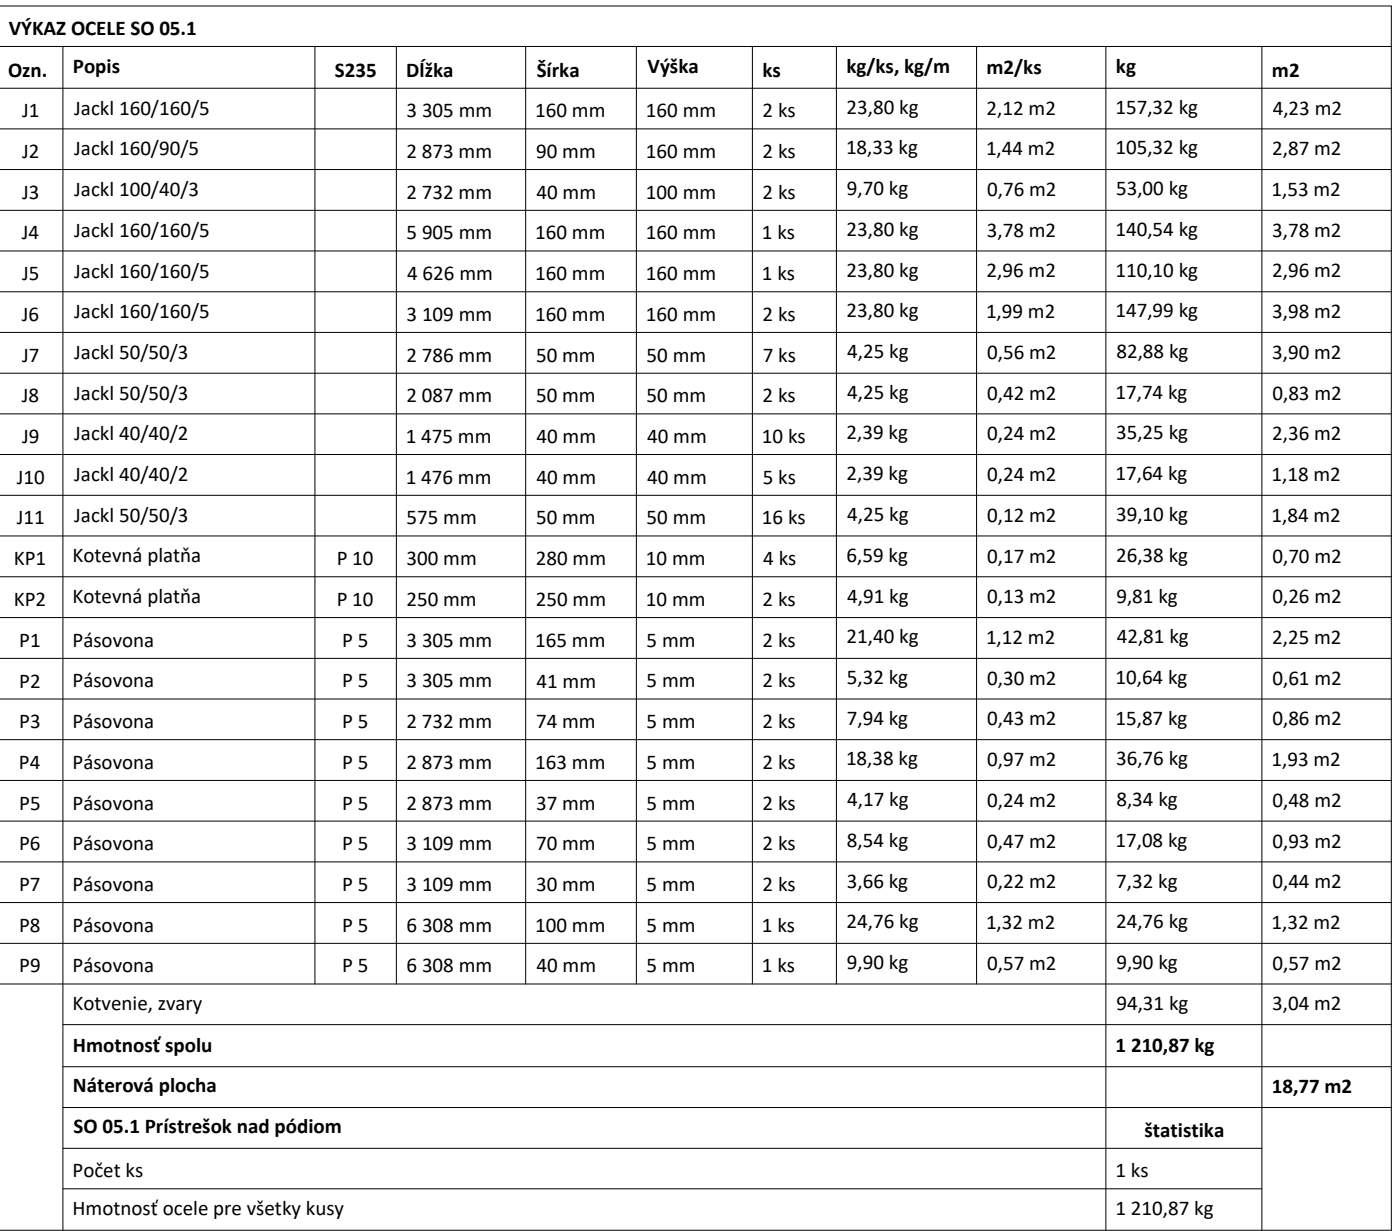 VÝKAZ OCELE SO 05.1
Ozn. Popis S235 Dĺžka Šírka Výška ks kg/ks, kg/m m2/ks kg m2
J1 Jackl 160/160/5 3 305 mm 160 mm 160 mm 2 ks 23,80 kg 2,12 m2 157,32 kg 4,23 m2
J2 Jackl 160/90/5 2 873 mm 90 mm 160 mm 2 ks 18,33 kg 1,44 m2 105,32 kg 2,87 m2
J3 Jackl 100/40/3 2 732 mm 40 mm 100 mm 2 ks 9,70 kg 0,76 m2 53,00 kg 1,53 m2
J4 Jackl 160/160/5 5 905 mm 160 mm 160 mm 1 ks 23,80 kg 3,78 m2 140,54 kg 3,78 m2
J5 Jackl 160/160/5 4 626 mm 160 mm 160 mm 1 ks 23,80 kg 2,96 m2 110,10 kg 2,96 m2
J6 Jackl 160/160/5 3 109 mm 160 mm 160 mm 2 ks 23,80 kg 1,99 m2 147,99 kg 3,98 m2
J7 Jackl 50/50/3 2 786 mm 50 mm 50 mm 7 ks 4,25 kg 0,56 m2 82,88 kg 3,90 m2
J8 Jackl 50/50/3 2 087 mm 50 mm 50 mm 2 ks 4,25 kg 0,42 m2 17,74 kg 0,83 m2
J9 Jackl 40/40/2 1 475 mm 40 mm 40 mm 10 ks 2,39 kg 0,24 m2 35,25 kg 2,36 m2
J10 Jackl 40/40/2 1 476 mm 40 mm 40 mm 5 ks 2,39 kg 0,24 m2 17,64 kg 1,18 m2
J11 Jackl 50/50/3 575 mm 50 mm 50 mm 16 ks 4,25 kg 0,12 m2 39,10 kg 1,84 m2
KP1 Kotevná platňa P 10 300 mm 280 mm 10 mm 4 ks 6,59 kg 0,17 m2 26,38 kg 0,70 m2
KP2 Kotevná platňa P 10 250 mm 250 mm 10 mm 2 ks 4,91 kg 0,13 m2 9,81 kg 0,26 m2
P1 Pásovona P 5 3 305 mm 165 mm 5 mm 2 ks 21,40 kg 1,12 m2 42,81 kg 2,25 m2
P2 Pásovona P 5 3 305 mm 41 mm 5 mm 2 ks 5,32 kg 0,30 m2 10,64 kg 0,61 m2
P3 Pásovona P 5 2 732 mm 74 mm 5 mm 2 ks 7,94 kg 0,43 m2 15,87 kg 0,86 m2
P4 Pásovona P 5 2 873 mm 163 mm 5 mm 2 ks 18,38 kg 0,97 m2 36,76 kg 1,93 m2
P5 Pásovona P 5 2 873 mm 37 mm 5 mm 2 ks 4,17 kg 0,24 m2 8,34 kg 0,48 m2
P6 Pásovona P 5 3 109 mm 70 mm 5 mm 2 ks 8,54 kg 0,47 m2 17,08 kg 0,93 m2
P7 Pásovona P 5 3 109 mm 30 mm 5 mm 2 ks 3,66 kg 0,22 m2 7,32 kg 0,44 m2
P8 Pásovona P 5 6 308 mm 100 mm 5 mm 1 ks 24,76 kg 1,32 m2 24,76 kg 1,32 m2
P9 Pásovona P 5 6 308 mm 40 mm 5 mm 1 ks 9,90 kg 0,57 m2 9,90 kg 0,57 m2
Kotvenie, zvary 94,31 kg 3,04 m2
Hmotnosť spolu 1 210,87 kg
Náterová plocha 18,77 m2
SO 05.1 Prístrešok nad pódiom štatistika
Počet ks 1 ks
Hmotnosť ocele pre všetky kusy 1 210,87 kg